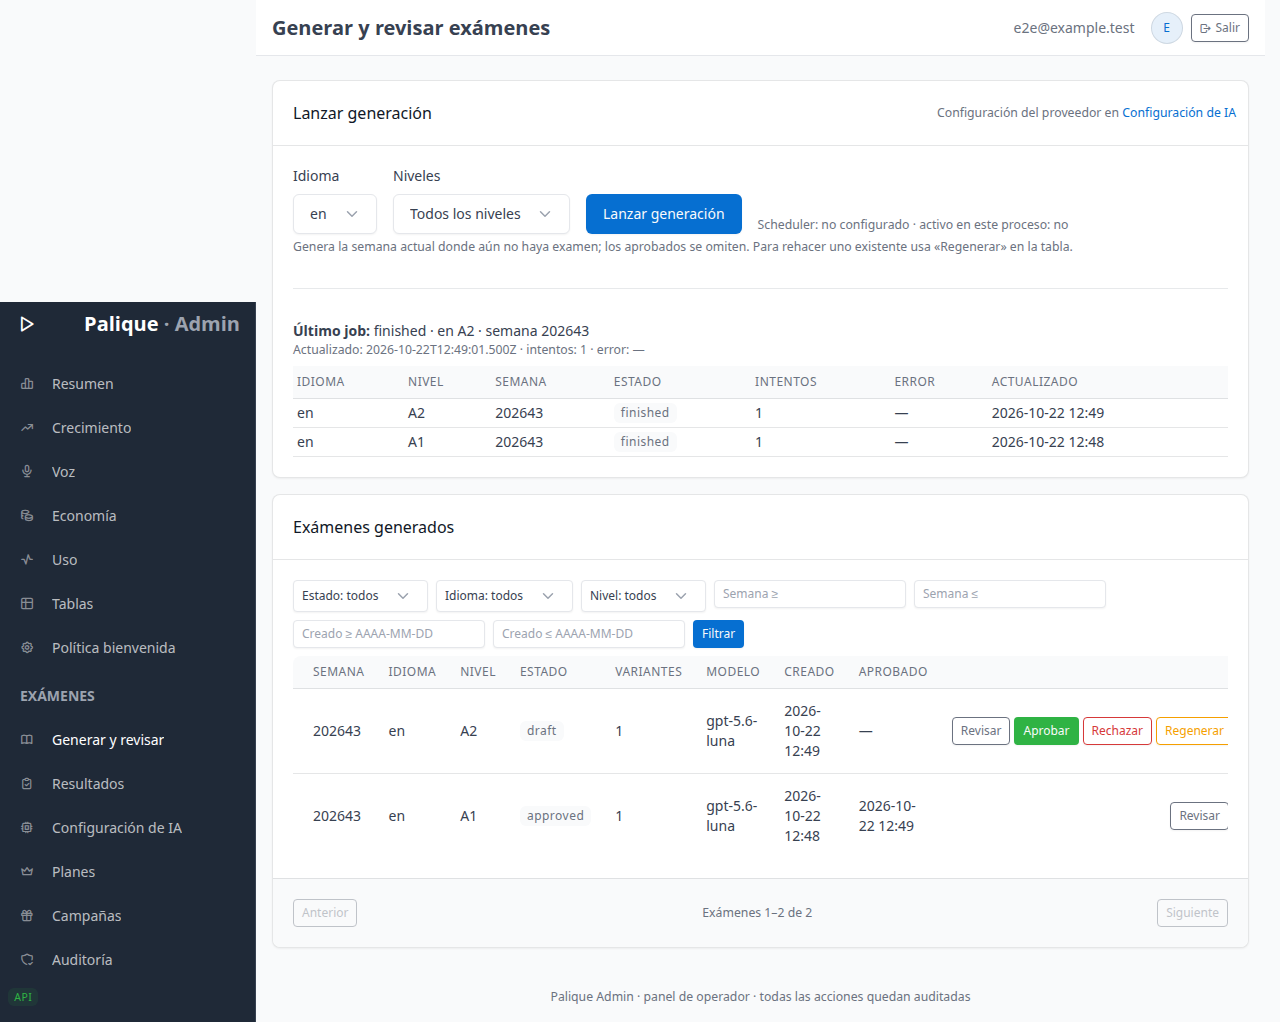 Generar y revisar exámenes
e2e@example.test
E
Salir
Lanzar generación
Configuración del proveedor en Configuración de IA
Idioma
Niveles
en
Todos los niveles
Lanzar generación
Scheduler: no configurado · activo en este proceso: no
Genera la semana actual donde aún no haya examen; los aprobados se omiten. Para rehacer uno existente usa «Regenerar» en la tabla.
Último job: finished · en A2 · semana 202643
Actualizado: 2026-10-22T12:49:01.500Z · intentos: 1 · error: —
IDIOMA NIVEL SEMANA ESTADO INTENTOS ERROR ACTUALIZADO
en A2 202643 finished 1 — 2026-10-22 12:49
en A1 202643 finished 1 — 2026-10-22 12:48
Palique · Admin
Resumen
Crecimiento
Voz
Economía
Uso
Tablas
Política bienvenida
EXÁMENES
Generar y revisar
Resultados
Configuración de IA
Planes
Campañas
Auditoría
API
Exámenes generados
Estado: todos
Idioma: todos
Nivel: todos
Semana ≥
Semana ≤
Creado ≥ AAAA-MM-DD
Creado ≤ AAAA-MM-DD
Filtrar
SEMANA IDIOMA NIVEL ESTADO VARIANTES MODELO CREADO APROBADO
202643 en A2 draft 1 gpt-5.6-luna 2026-10-22 12:49 — Revisar Aprobar Rechazar Regenerar
202643 en A1 approved 1 gpt-5.6-luna 2026-10-22 12:48 2026-10-22 12:49 Revisar
Anterior
Exámenes 1–2 de 2
Siguiente
Palique Admin · panel de operador · todas las acciones quedan auditadas